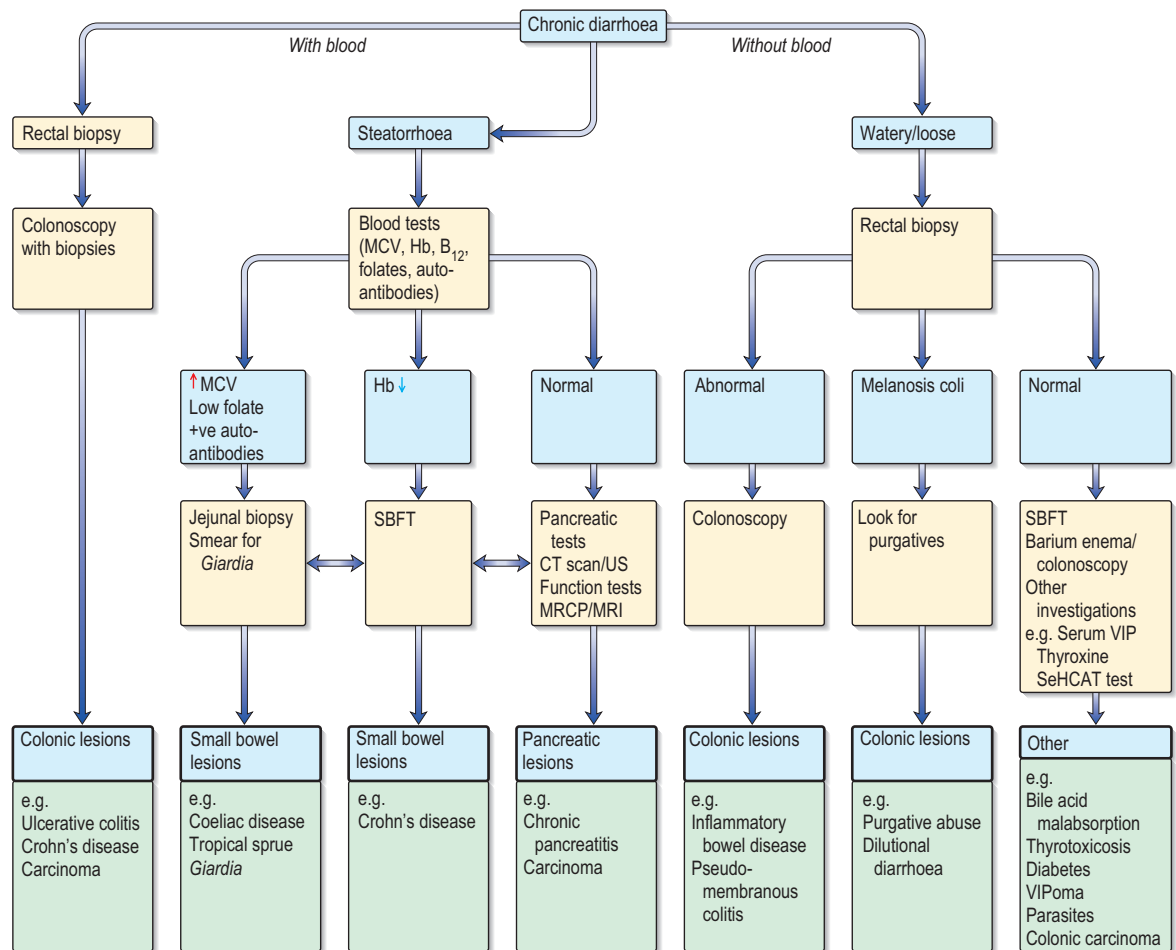 Chronic diarrhoea
With blood
Without blood
Rectal biopsy
Steatorrhoea
Watery/loose
Colonoscopy
with biopsies
Blood tests
(MCV, Hb, B12,
folates, auto-
antibodies)
Rectal biopsy
↑MCV
Low folate
+ve auto-
antibodies
Hb ↓
Normal
Abnormal
Melanosis coli
Normal
Jejunal biopsy
Smear for
Giardia
SBFT
Pancreatic
tests
CT scan/US
Function tests
MRCP/MRI
Colonoscopy
Look for
purgatives
SBFT
Barium enema/
colonoscopy
Other
investigations
e.g. Serum VIP
Thyroxine
SeHCAT test
Colonic lesions
e.g.
Ulcerative colitis
Crohn's disease
Carcinoma
Small bowel
lesions
e.g.
Coeliac disease
Tropical sprue
Giardia
Small bowel
lesions
e.g.
Crohn's disease
Pancreatic
lesions
e.g.
Chronic
pancreatitis
Carcinoma
Colonic lesions
e.g.
Inflammatory
bowel disease
Pseudo-
membranous
colitis
Colonic lesions
e.g.
Purgative abuse
Dilutional
diarrhoea
Other
e.g.
Bile acid
malabsorption
Thyrotoxicosis
Diabetes
VIPoma
Parasites
Colonic carcinoma